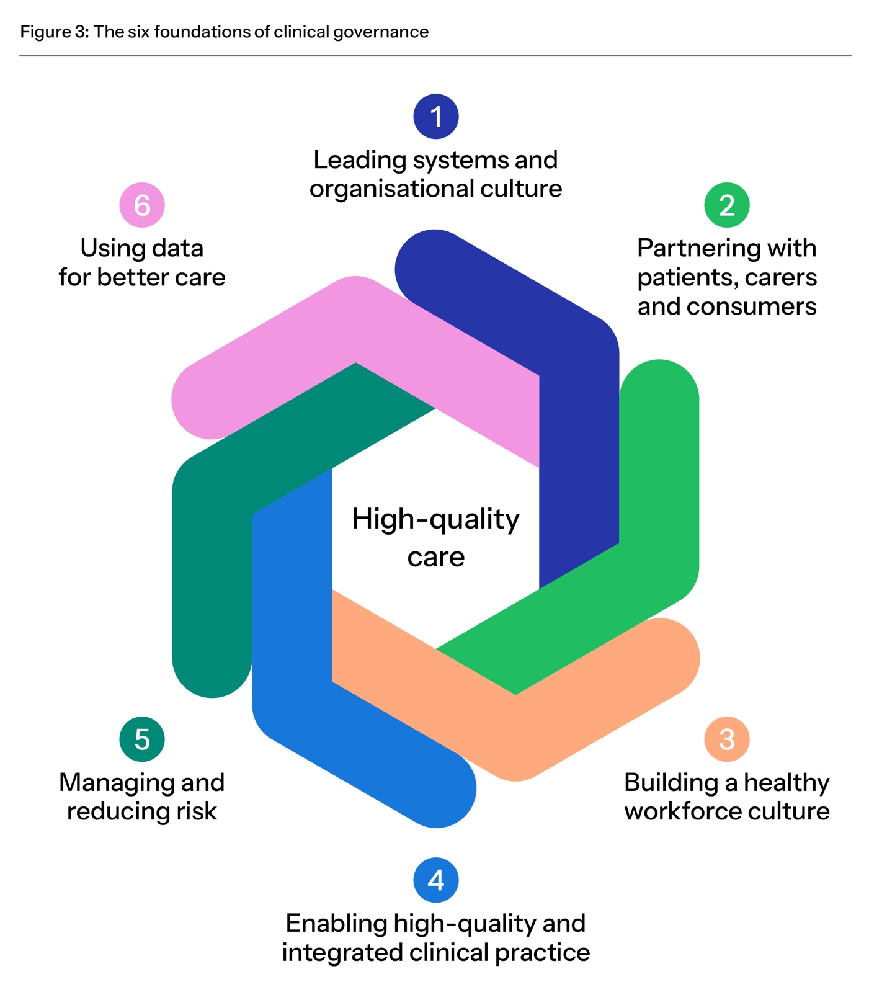 Figure 3: The six foundations of clinical governance
1
Leading systems and
organisational culture
2
Partnering with
patients, carers
and consumers
3
Building a healthy
workforce culture
4
Enabling high-quality and
integrated clinical practice
5
Managing and
reducing risk
6
Using data
for better care
High-quality
care